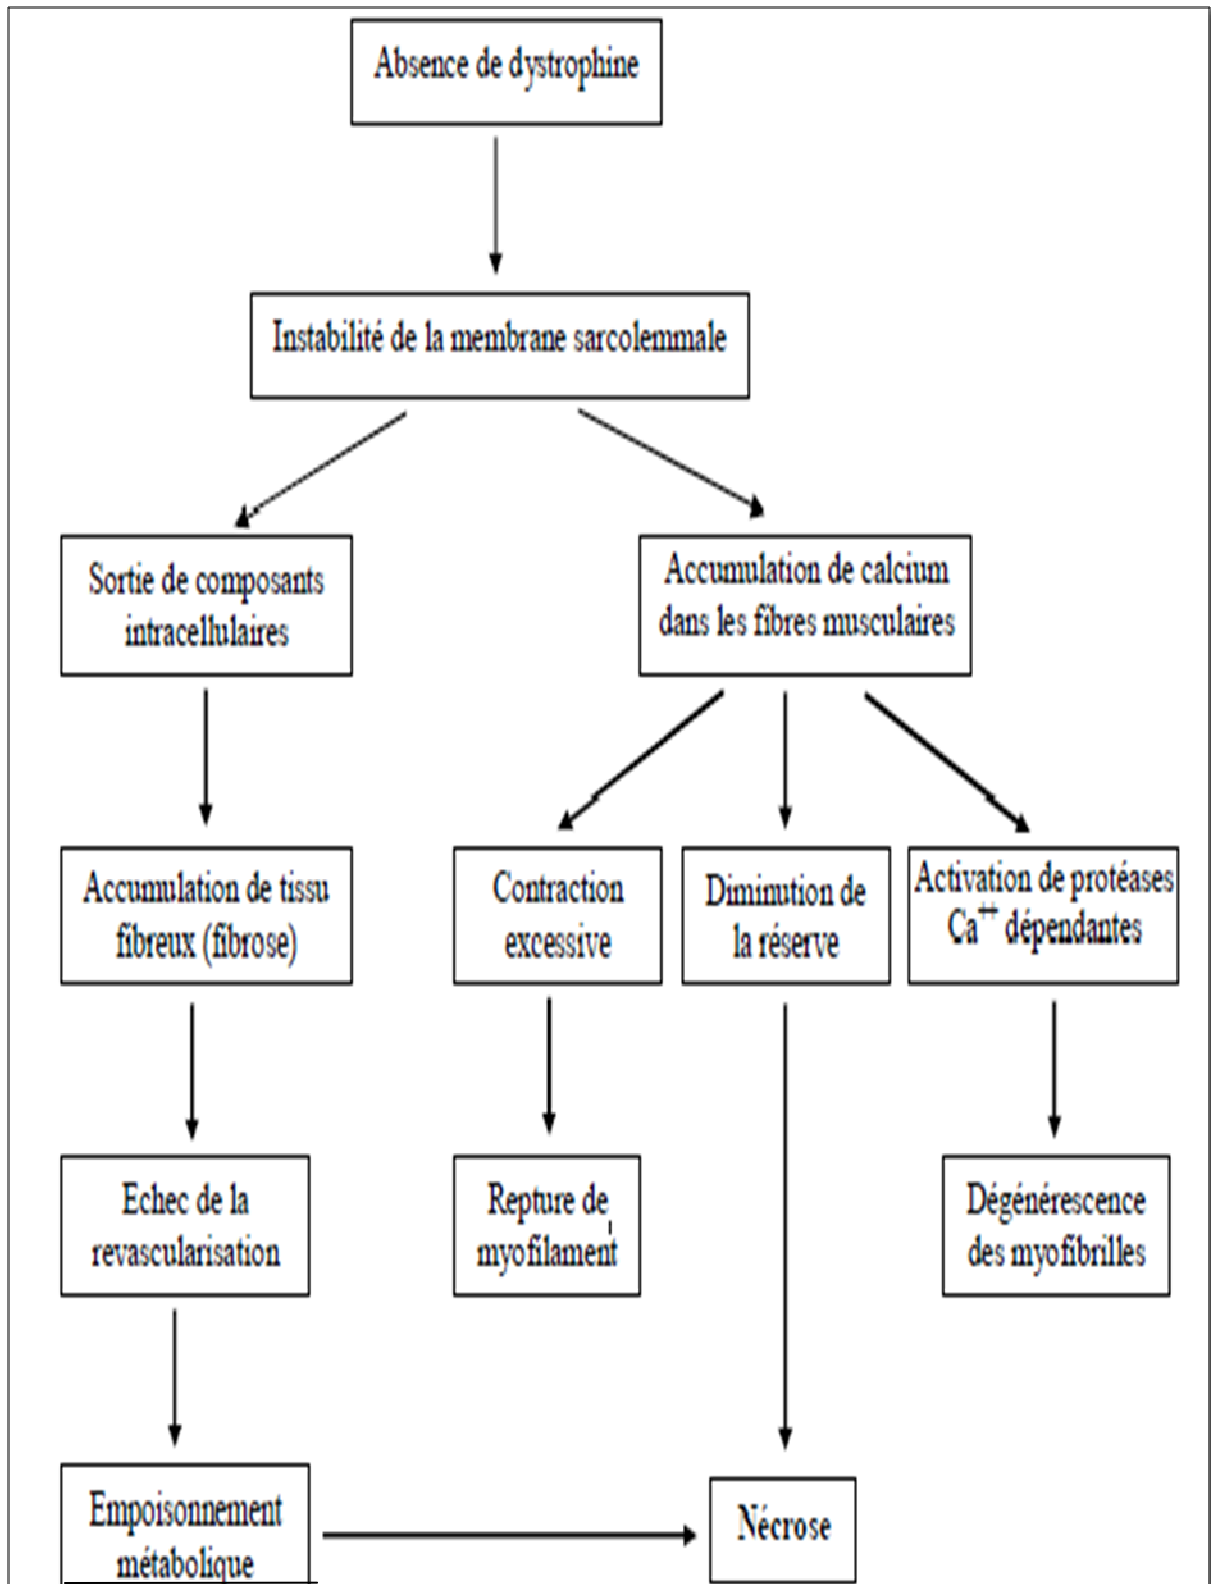 Absence de dystrophine
Instabilité de la membrane sarcolemmale
Sortie de composants
intracellulaires
Accumulation de calcium
dans les fibres musculaires
Accumulation de tissu
fibreux (fibrose)
Contraction
excessive
Diminution de
la réserve
Activation de protéases
Ca⁺⁺ dépendantes
Echec de la
revascularisation
Repture de
myofilament
Dégénérescence
des myofibrilles
Empoisonnement
métabolique
Nécrose